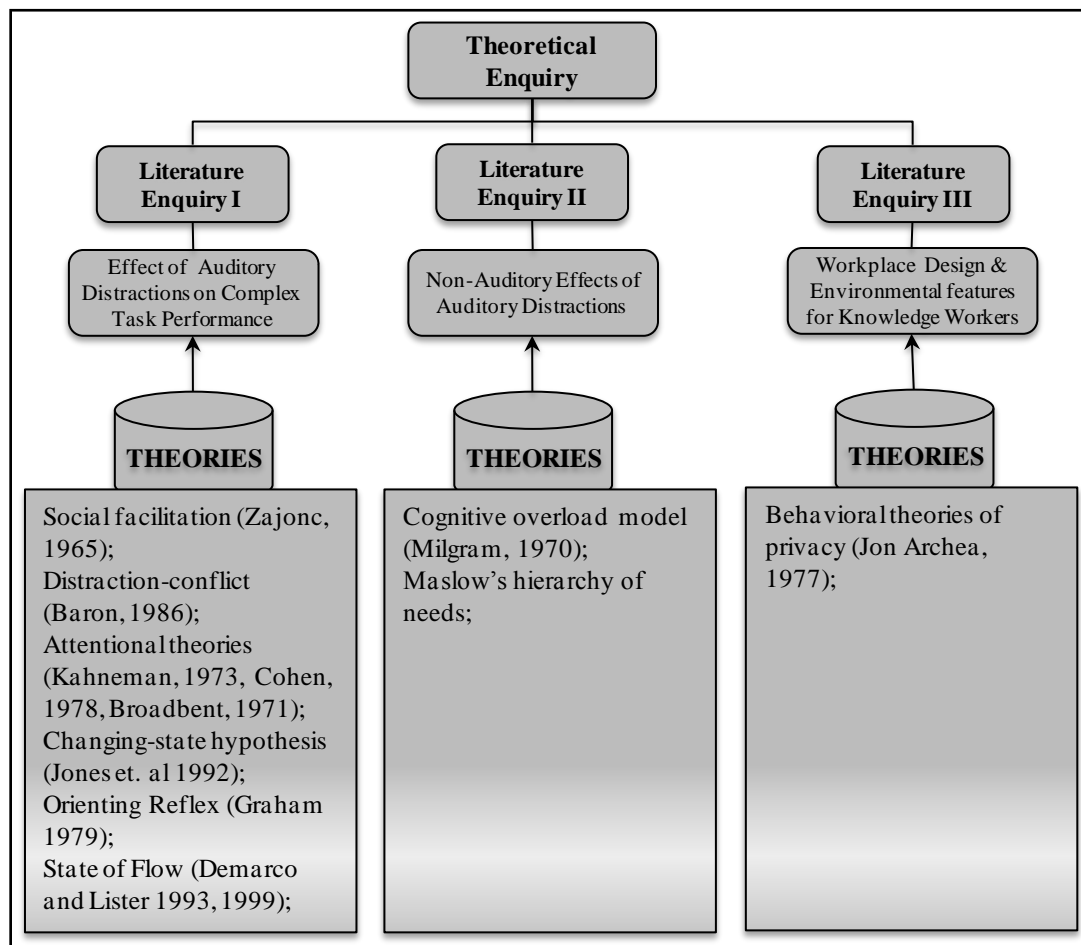 Theoretical
Enquiry
Literature
Enquiry I
Literature
Enquiry II
Literature
Enquiry III
Effect of Auditory
Distractions on Complex
Task Performance
Non-Auditory Effects of
Auditory Distractions
Workplace Design &
Environmental features
for Knowledge Workers
THEORIES
THEORIES
THEORIES
Social facilitation (Zajonc,
1965);
Distraction-conflict
(Baron, 1986);
Attentional theories
(Kahneman, 1973, Cohen,
1978, Broadbent, 1971);
Changing-state hypothesis
(Jones et. al 1992);
Orienting Reflex (Graham
1979);
State of Flow (Demarco
and Lister 1993, 1999);
Cognitive overload model
(Milgram, 1970);
Maslow's hierarchy of
needs;
Behavioral theories of
privacy (Jon Archea,
1977);